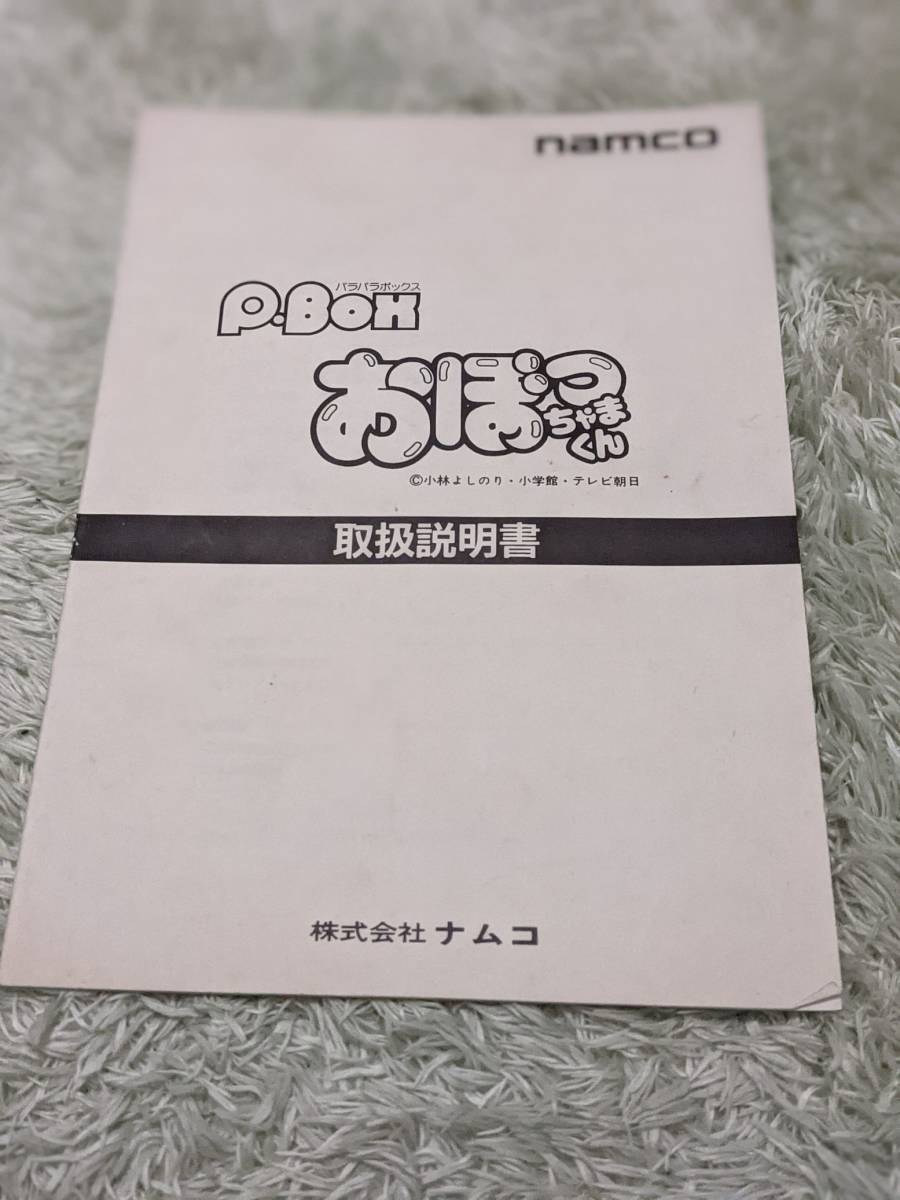 namco
パラパラボックス
P.Box
おぼっちゃまくん
©小林よしのり・小学館・テレビ朝日
取扱説明書
株式会社 ナムコ